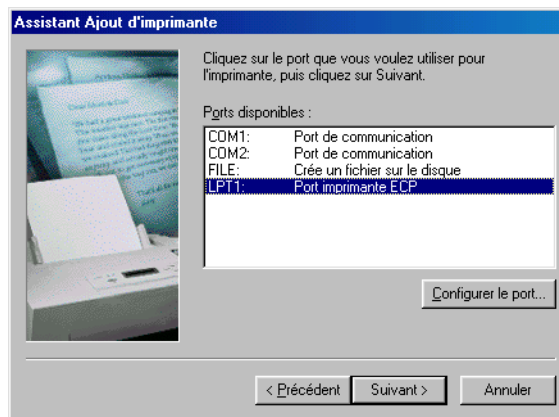 Assistant Ajout d'imprimante
Cliquez sur le port que vous voulez utiliser pour
l'imprimante, puis cliquez sur Suivant.
Ports disponibles :
COM1: Port de communication
COM2: Port de communication
FILE: Crée un fichier sur le disque
LPT1: Port imprimante ECP
Configurer le port...
< Précédent Suivant > Annuler